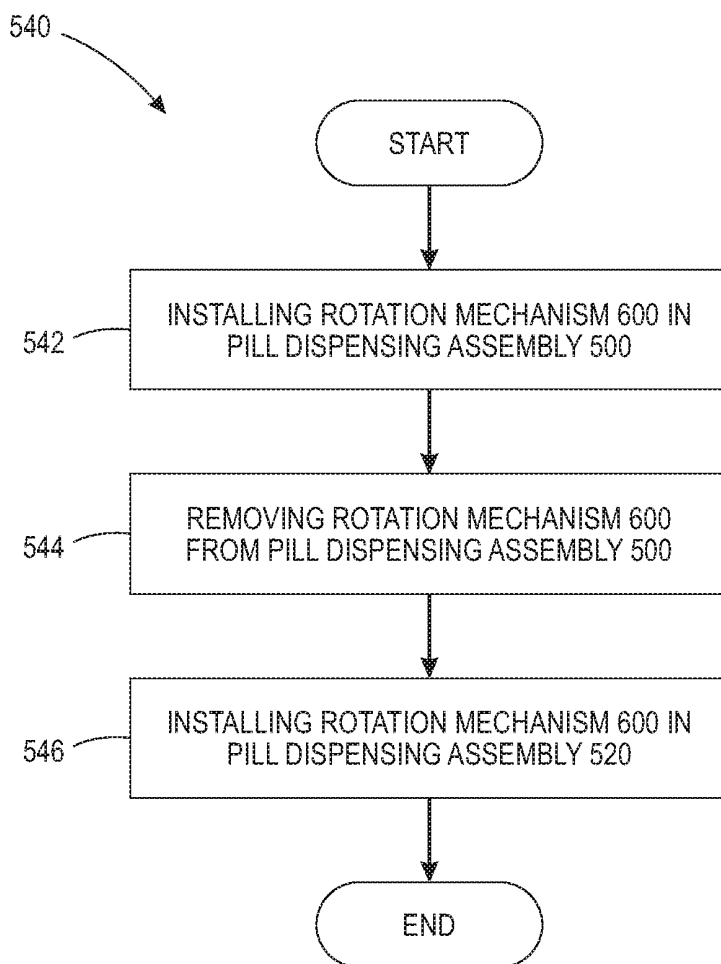 540
START
542
INSTALLING ROTATION MECHANISM 600 IN
PILL DISPENSING ASSEMBLY 500
544
REMOVING ROTATION MECHANISM 600
FROM PILL DISPENSING ASSEMBLY 500
546
INSTALLING ROTATION MECHANISM 600 IN
PILL DISPENSING ASSEMBLY 520
END